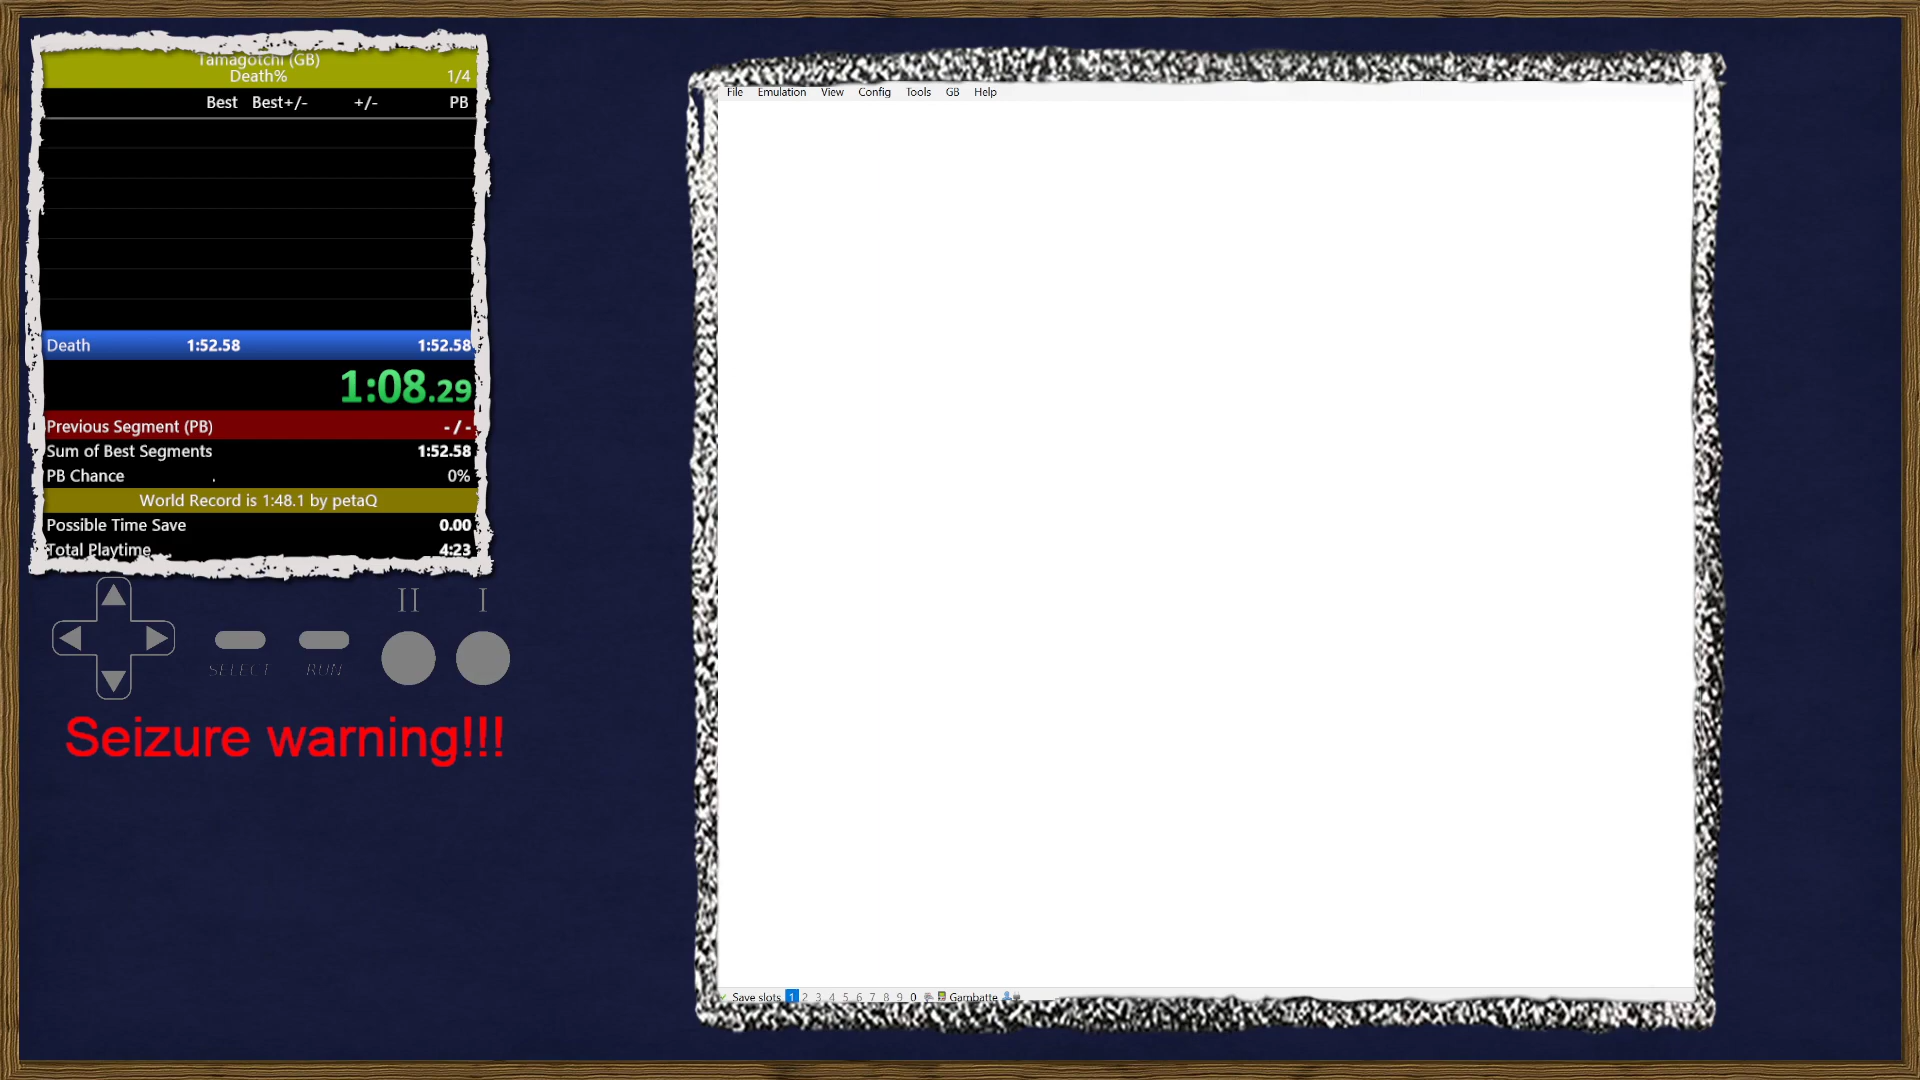 Tamagotchi (GB)
Death% 1/4
Best Best+/- +/- PB
Death 1:52.58 1:52.58
1:08.29
Previous Segment (PB) - / -
Sum of Best Segments 1:52.58
PB Chance 0%
World Record is 1:48.1 by petaQ
Possible Time Save 0.00
Total Playtime 4:23
II I
SELECT RUN
Seizure warning!!!
File Emulation View Config Tools GB Help
Save slots 1 2 3 4 5 6 7 8 9 0 Gambatte